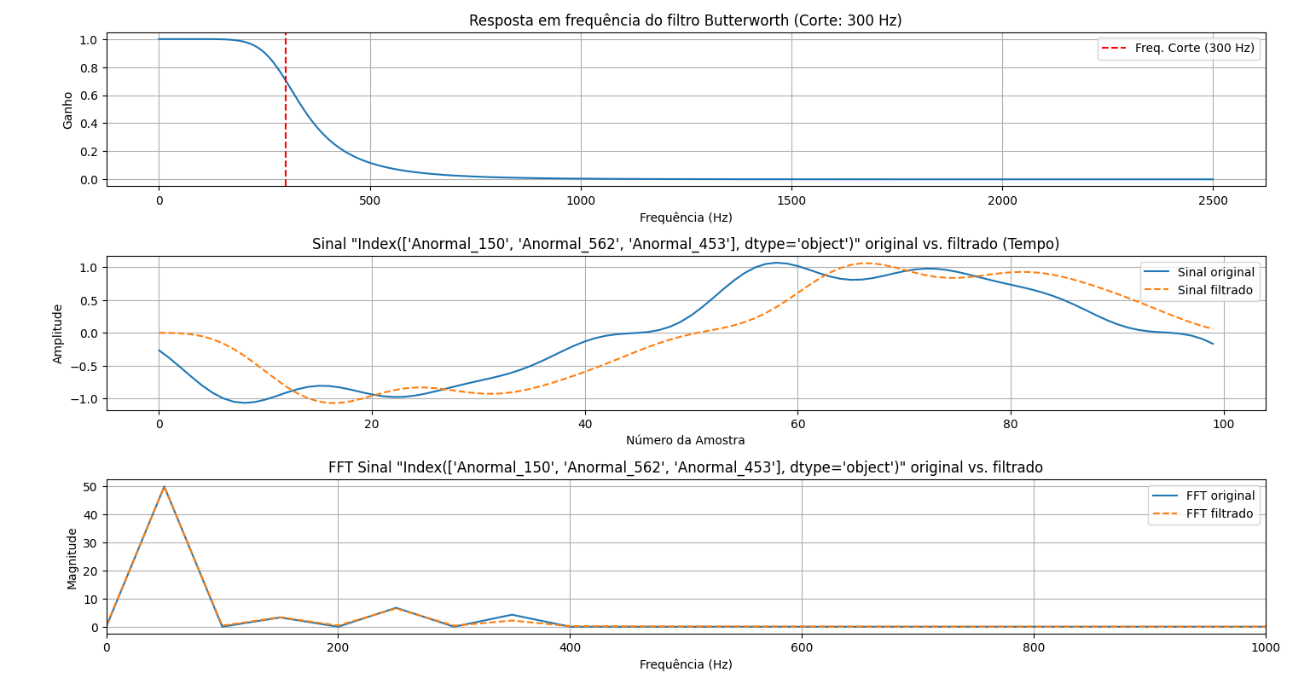 Resposta em frequência do filtro Butterworth (Corte: 300 Hz)
1.0
0.8
0.6
0.4
0.2
0.0
Ganho
Freq. Corte (300 Hz)
0 500 1000 1500 2000 2500
Frequência (Hz)
Sinal "Index(['Anormal_150', 'Anormal_562', 'Anormal_453'], dtype='object')" original vs. filtrado (Tempo)
1.0
0.5
0.0
−0.5
−1.0
Amplitude
Sinal original
Sinal filtrado
0 20 40 60 80 100
Número da Amostra
FFT Sinal "Index(['Anormal_150', 'Anormal_562', 'Anormal_453'], dtype='object')" original vs. filtrado
50
40
30
20
10
0
Magnitude
FFT original
FFT filtrado
0 200 400 600 800 1000
Frequência (Hz)